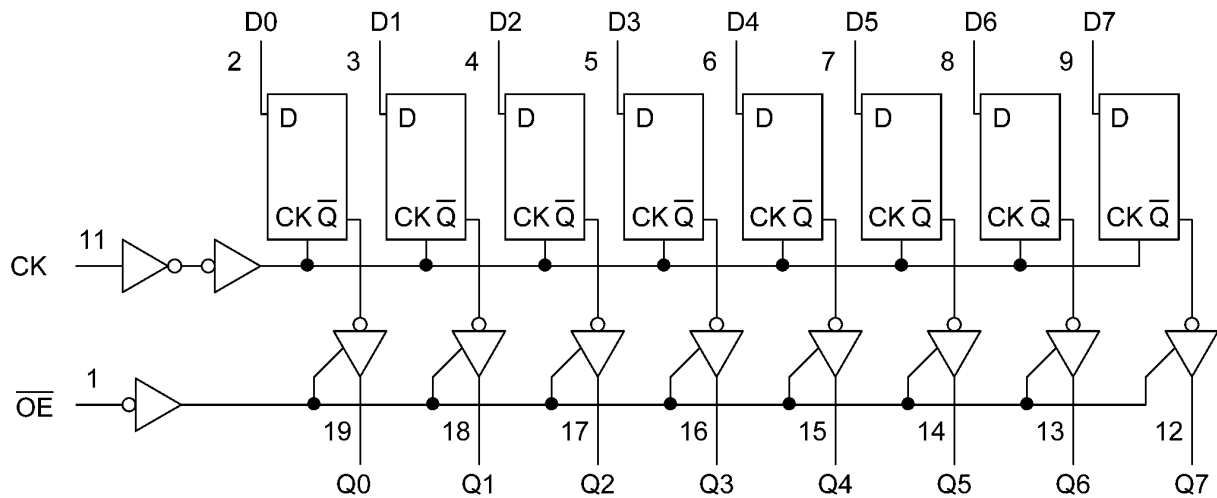 D0 D1 D2 D3 D4 D5 D6 D7
2 3 4 5 6 7 8 9
D D D D D D D D
CK Q̅ CK Q̅ CK Q̅ CK Q̅ CK Q̅ CK Q̅ CK Q̅ CK Q̅
11
CK
1
O̅E̅
19 18 17 16 15 14 13 12
Q0 Q1 Q2 Q3 Q4 Q5 Q6 Q7